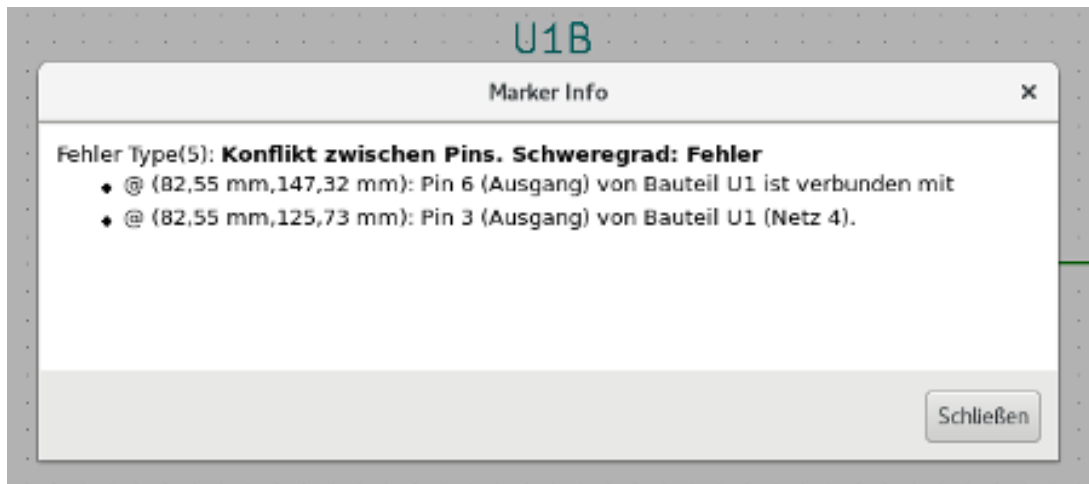 U1B
Marker Info ×
Fehler Type(5): Konflikt zwischen Pins. Schweregrad: Fehler
• @ (82,55 mm,147,32 mm): Pin 6 (Ausgang) von Bauteil U1 ist verbunden mit
• @ (82,55 mm,125,73 mm): Pin 3 (Ausgang) von Bauteil U1 (Netz 4).
Schließen